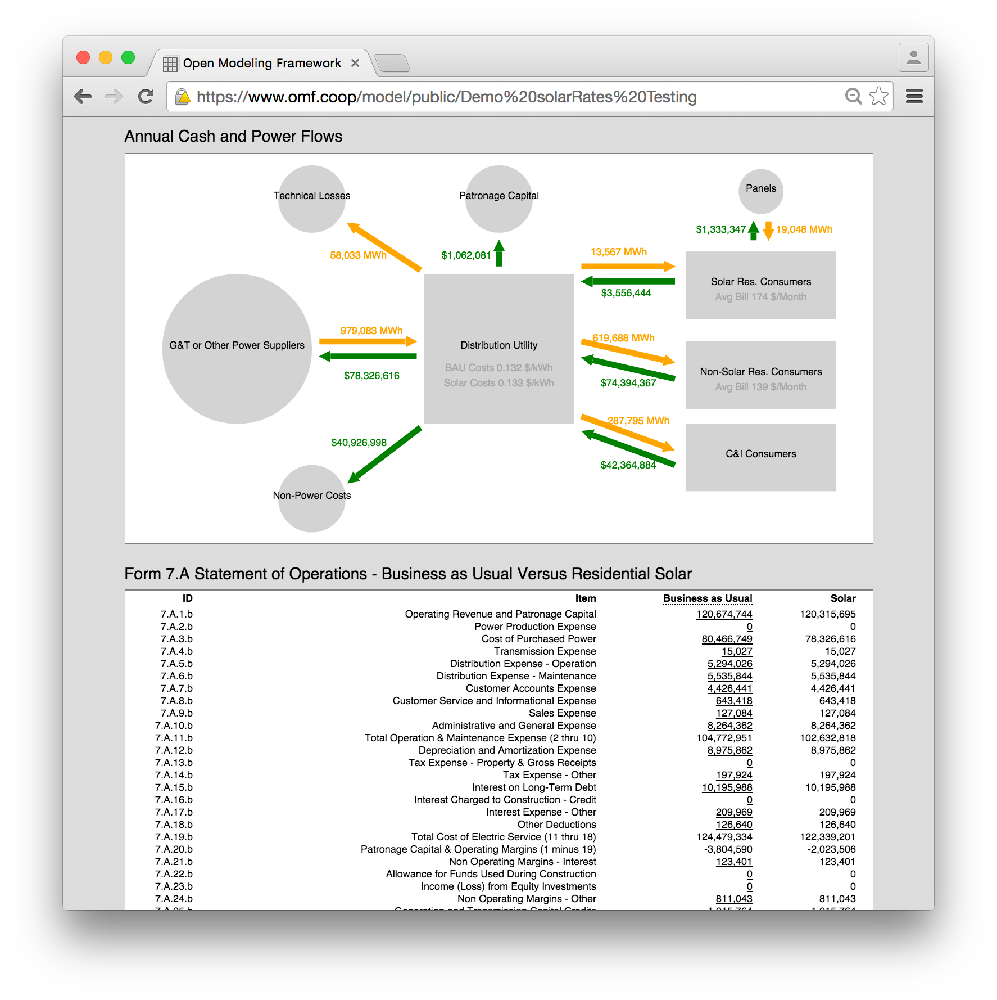 Open Modeling Framework
https://www.omf.coop/model/public/Demo%20solarRates%20Testing
Annual Cash and Power Flows
Technical Losses
Patronage Capital
Panels
$1,333,347
19,048 MWh
58,033 MWh
$1,062,081
13,567 MWh
$3,556,444
Solar Res. Consumers
Avg Bill 174 $/Month
979,083 MWh
G&T or Other Power Suppliers
$78,326,616
Distribution Utility
BAU Costs 0.132 $/kWh
Solar Costs 0.133 $/kWh
619,688 MWh
$74,394,367
Non-Solar Res. Consumers
Avg Bill 139 $/Month
287,795 MWh
$42,364,884
C&I Consumers
$40,926,998
Non-Power Costs
Form 7.A Statement of Operations - Business as Usual Versus Residential Solar
ID Item Business as Usual Solar
7.A.1.b Operating Revenue and Patronage Capital 120,674,744 120,315,695
7.A.2.b Power Production Expense 0 0
7.A.3.b Cost of Purchased Power 80,466,749 78,326,616
7.A.4.b Transmission Expense 15,027 15,027
7.A.5.b Distribution Expense - Operation 5,294,026 5,294,026
7.A.6.b Distribution Expense - Maintenance 5,535,844 5,535,844
7.A.7.b Customer Accounts Expense 4,426,441 4,426,441
7.A.8.b Customer Service and Informational Expense 643,418 643,418
7.A.9.b Sales Expense 127,084 127,084
7.A.10.b Administrative and General Expense 8,264,362 8,264,362
7.A.11.b Total Operation & Maintenance Expense (2 thru 10) 104,772,951 102,632,818
7.A.12.b Depreciation and Amortization Expense 8,975,862 8,975,862
7.A.13.b Tax Expense - Property & Gross Receipts 0 0
7.A.14.b Tax Expense - Other 197,924 197,924
7.A.15.b Interest on Long-Term Debt 10,195,988 10,195,988
7.A.16.b Interest Charged to Construction - Credit 0 0
7.A.17.b Interest Expense - Other 209,969 209,969
7.A.18.b Other Deductions 126,640 126,640
7.A.19.b Total Cost of Electric Service (11 thru 18) 124,479,334 122,339,201
7.A.20.b Patronage Capital & Operating Margins (1 minus 19) -3,804,590 -2,023,506
7.A.21.b Non Operating Margins - Interest 123,401 123,401
7.A.22.b Allowance for Funds Used During Construction 0 0
7.A.23.b Income (Loss) from Equity Investments 0 0
7.A.24.b Non Operating Margins - Other 811,043 811,043